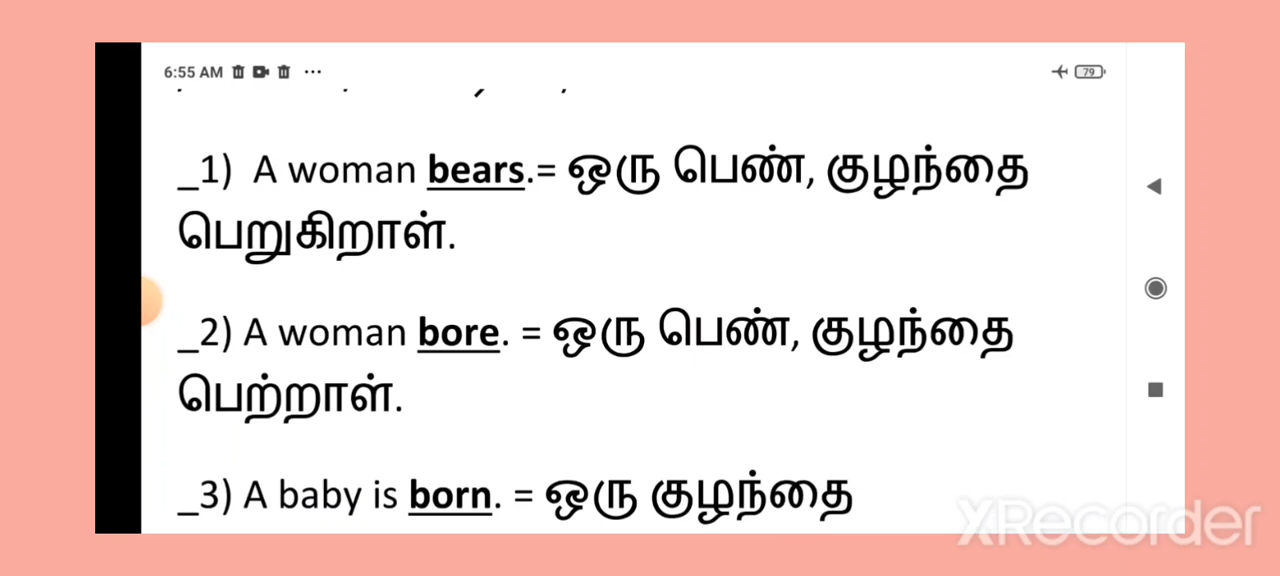 6:55 AM ...
79
_1) A woman bears.= ஒரு பெண், குழந்தை
பெறுகிறாள்.
_2) A woman bore. = ஒரு பெண், குழந்தை
பெற்றாள்.
_3) A baby is born. = ஒரு குழந்தை
XRecorder